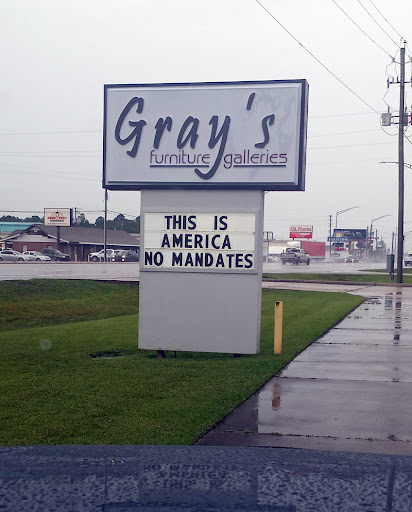 Gray's
furniture galleries
THIS IS
AMERICA
NO MANDATES